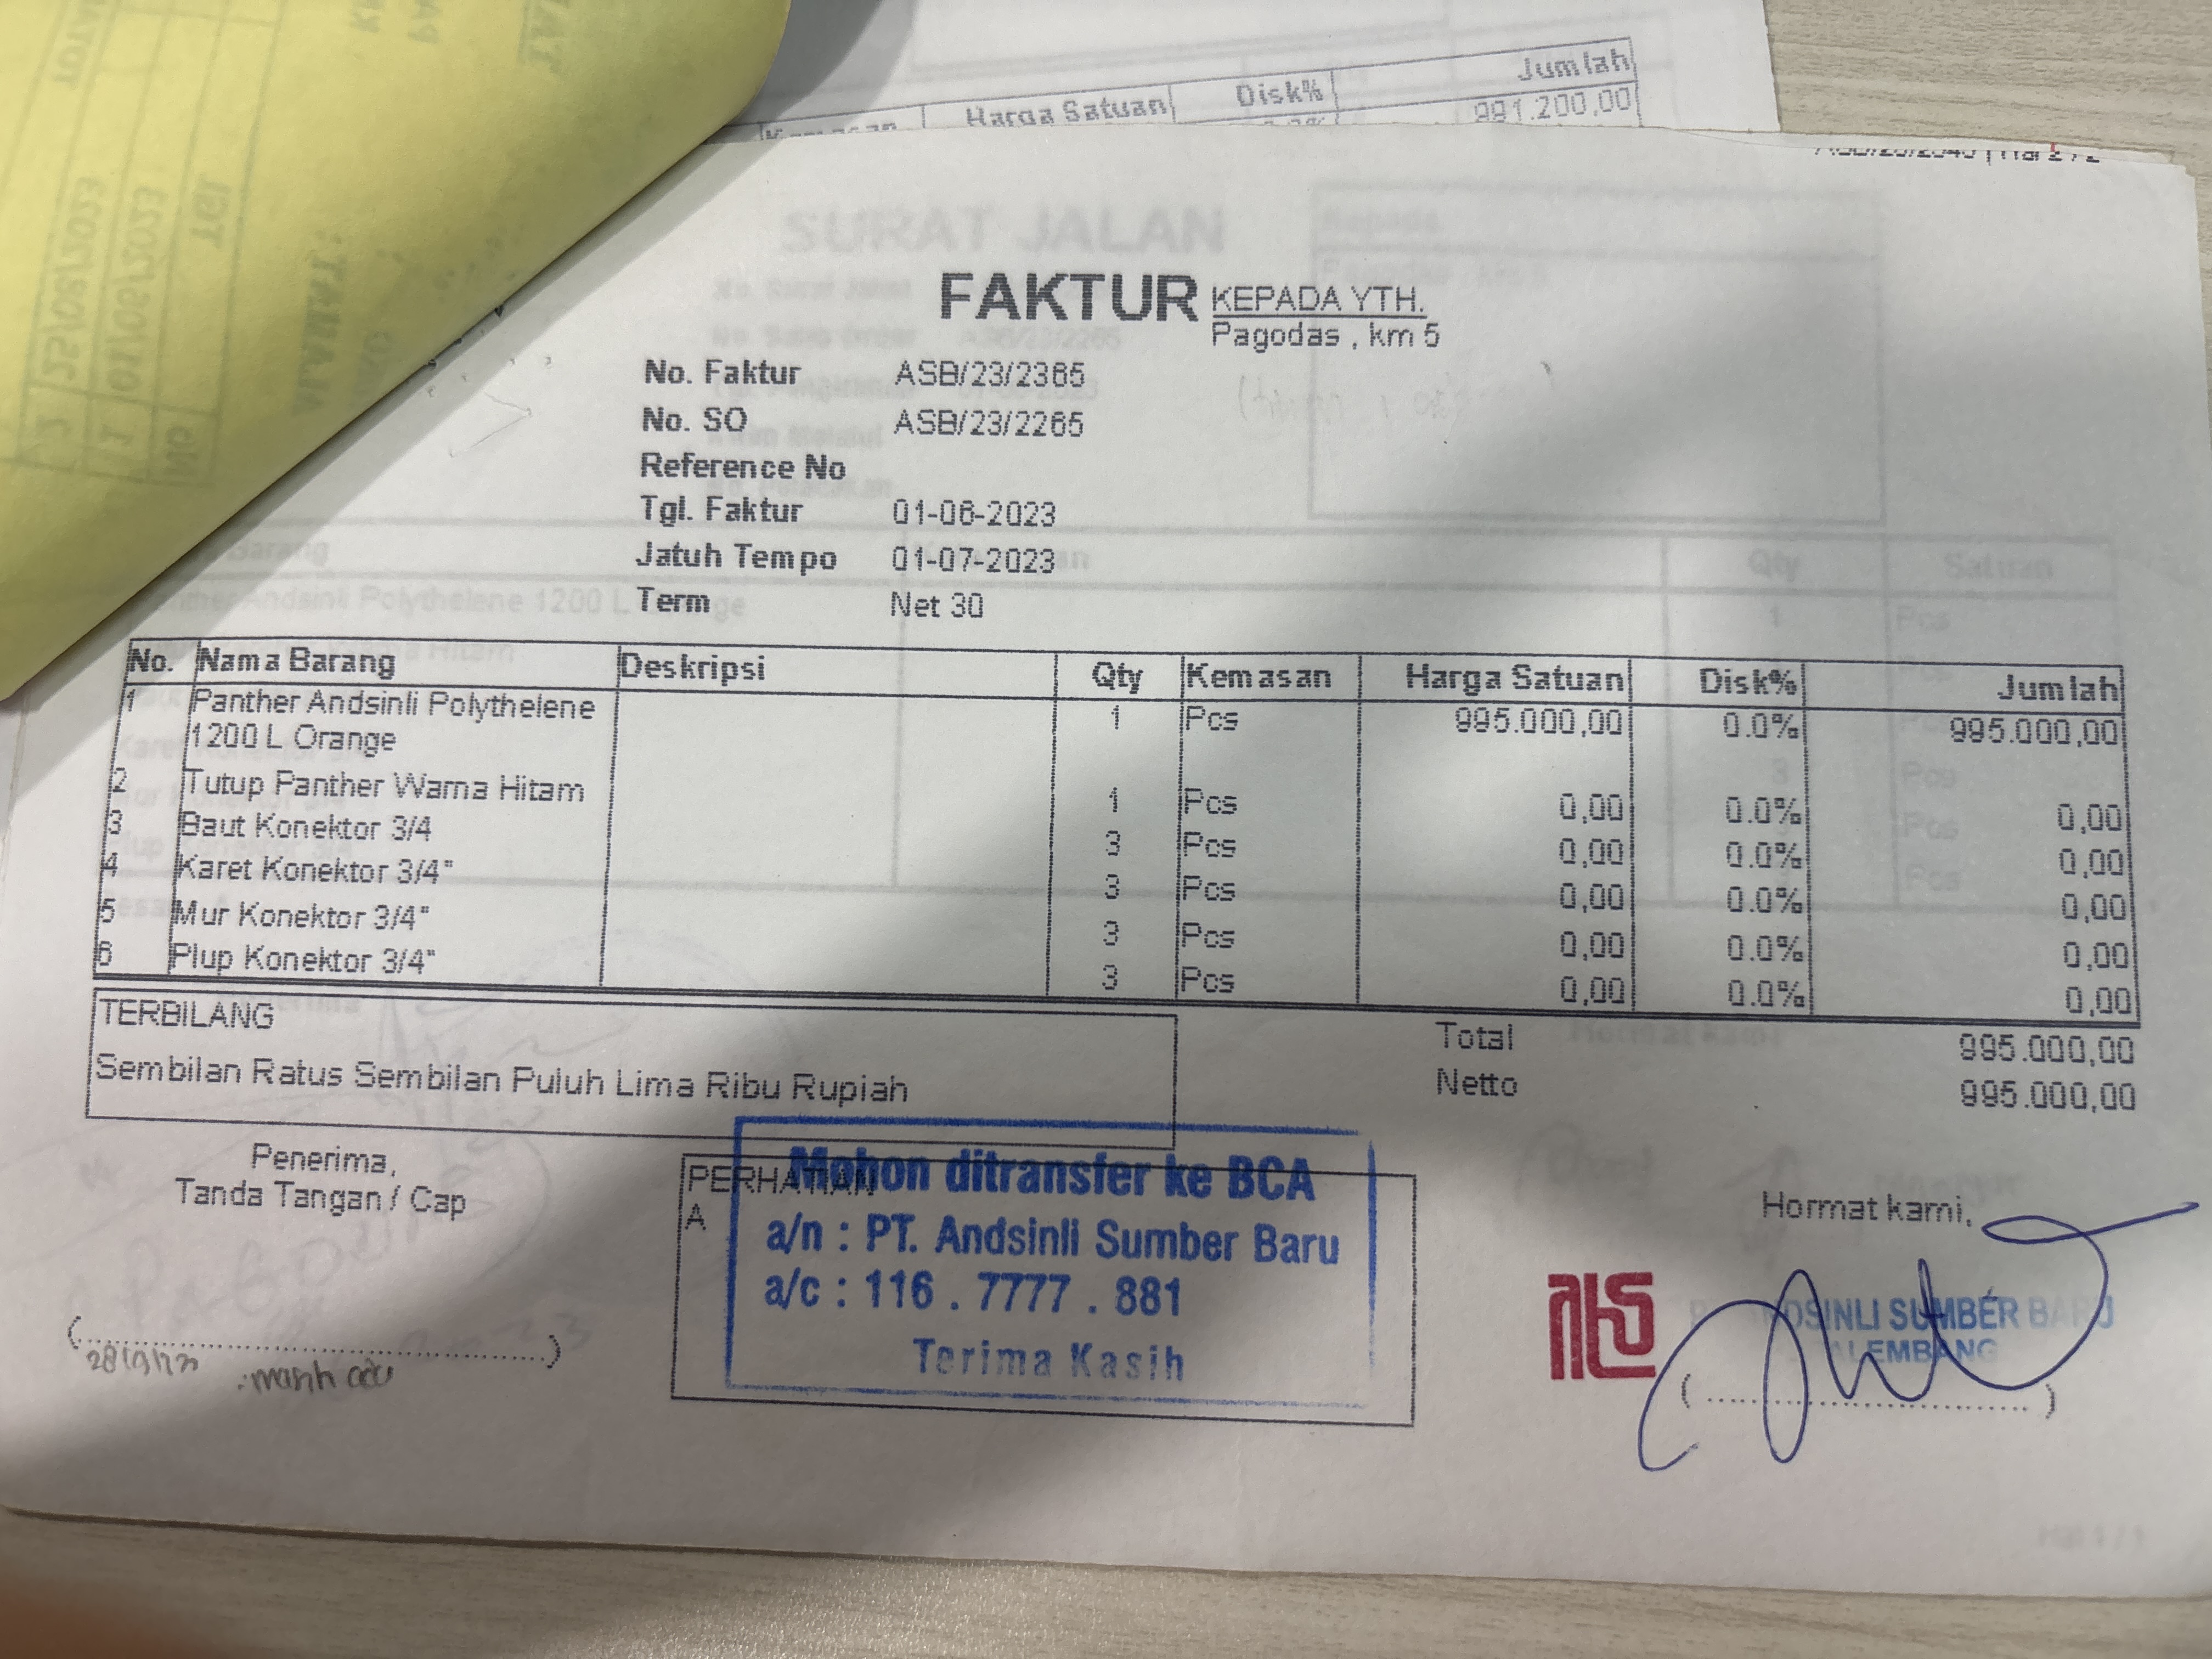 Harga Satuan Disk% Jumlah
991.200,00
SURAT JALAN
FAKTUR
KEPADA YTH.
Pagodas , km 5
No. Faktur ASB/23/2365
No. SO ASB/23/2265
Reference No
Tgl. Faktur 01-06-2023
Jatuh Tempo 01-07-2023
Term Net 30
No. Nama Barang Deskripsi Qty Kemasan Harga Satuan Disk% Jumlah
1 Panther Andsinli Polythelene 1 Pcs 995.000,00 0.0% 995.000,00
1200 L Orange
2 Tutup Panther Warna Hitam 1 Pcs 0,00 0.0% 0,00
3 Baut Konektor 3/4 3 Pcs 0,00 0.0% 0,00
4 Karet Konektor 3/4" 3 Pcs 0,00 0.0% 0,00
5 Mur Konektor 3/4" 3 Pcs 0,00 0.0% 0,00
6 Plup Konektor 3/4" 3 Pcs 0,00 0.0% 0,00
TERBILANG
Sembilan Ratus Sembilan Puluh Lima Ribu Rupiah
Total 995.000,00
Netto 995.000,00
Penerima,
Tanda Tangan / Cap
PERHATIAN
A
Mohon ditransfer ke BCA
a/n : PT. Andsinli Sumber Baru
a/c : 116 . 7777 . 881
Terima Kasih
Hormat kami,
ANDSINLI SUMBER BARU
PALEMBANG